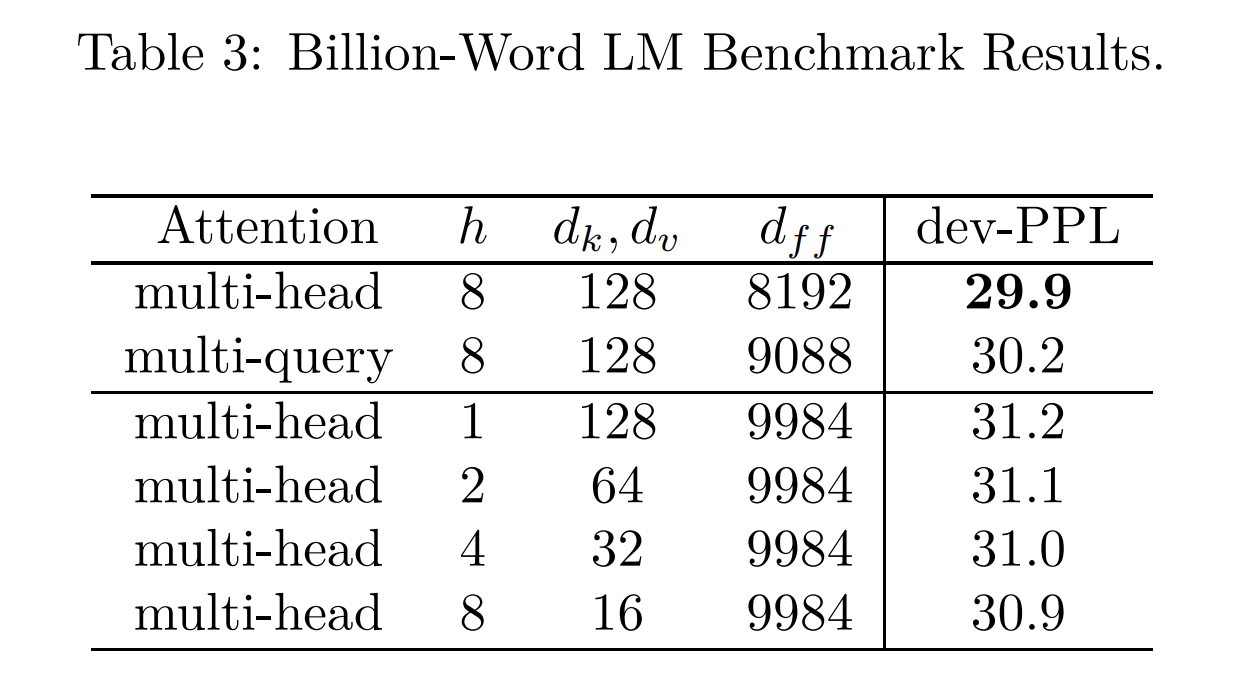 Table 3: Billion-Word LM Benchmark Results.
Attention h d_k, d_v d_ff dev-PPL
multi-head 8 128 8192 29.9
multi-query 8 128 9088 30.2
multi-head 1 128 9984 31.2
multi-head 2 64 9984 31.1
multi-head 4 32 9984 31.0
multi-head 8 16 9984 30.9